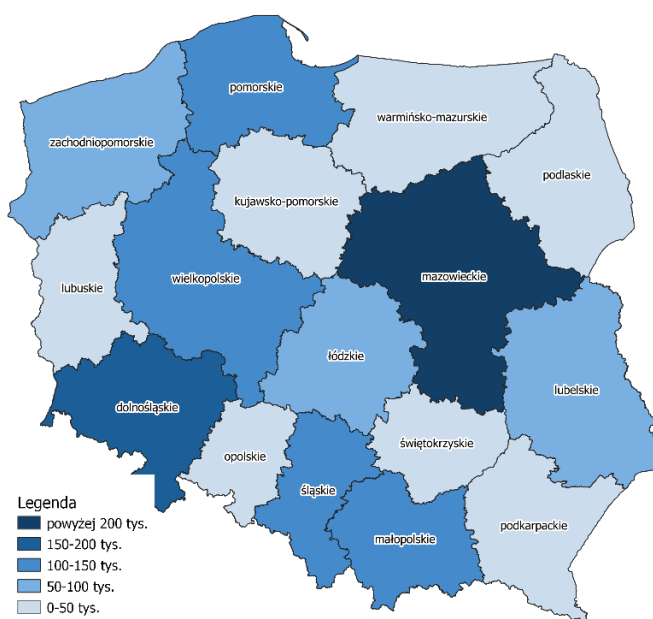 pomorskie
warmińsko-mazurskie
zachodniopomorskie
podlaskie
kujawsko-pomorskie
mazowieckie
wielkopolskie
lubuskie
łódzkie
lubelskie
dolnośląskie
świętokrzyskie
opolskie
śląskie
podkarpackie
małopolskie
Legenda
powyżej 200 tys.
150-200 tys.
100-150 tys.
50-100 tys.
0-50 tys.